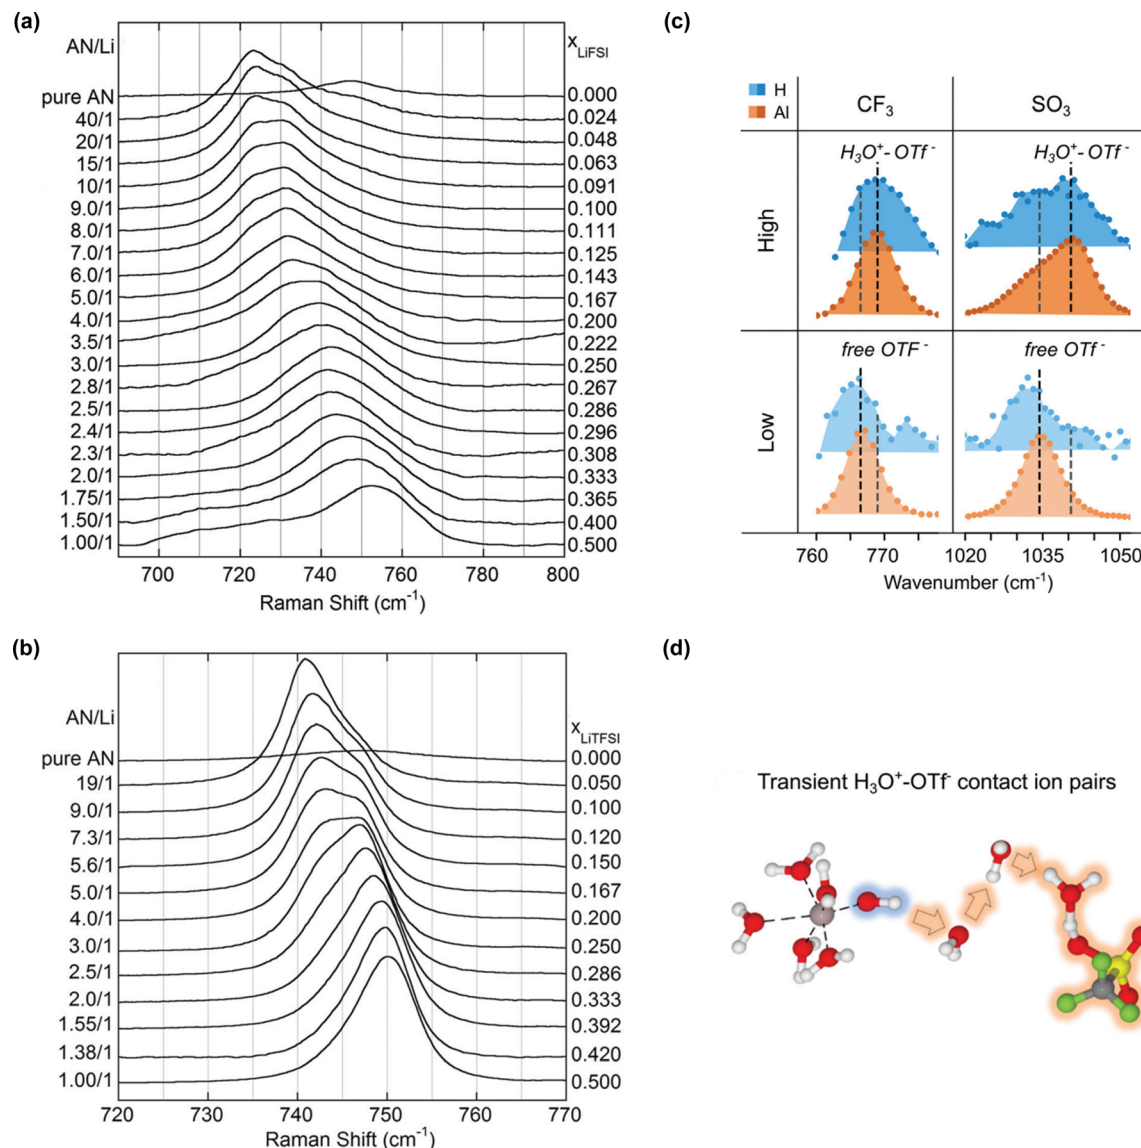 (a)
AN/Li
x_LiFSI
pure AN 0.000
40/1 0.024
20/1 0.048
15/1 0.063
10/1 0.091
9.0/1 0.100
8.0/1 0.111
7.0/1 0.125
6.0/1 0.143
5.0/1 0.167
4.0/1 0.200
3.5/1 0.222
3.0/1 0.250
2.8/1 0.267
2.5/1 0.286
2.4/1 0.296
2.3/1 0.308
2.0/1 0.333
1.75/1 0.365
1.50/1 0.400
1.00/1 0.500
700 720 740 760 780 800
Raman Shift (cm⁻¹)
(b)
AN/Li
x_LiTFSI
pure AN 0.000
19/1 0.050
9.0/1 0.100
7.3/1 0.120
5.6/1 0.150
5.0/1 0.167
4.0/1 0.200
3.0/1 0.250
2.5/1 0.286
2.0/1 0.333
1.55/1 0.392
1.38/1 0.420
1.00/1 0.500
720 730 740 750 760 770
Raman Shift (cm⁻¹)
(c)
H
Al
CF₃ SO₃
High
H₃O⁺- OTf⁻ H₃O⁺- OTf⁻
Low
free OTF⁻ free OTf⁻
760 770 1020 1035 1050
Wavenumber (cm⁻¹)
(d)
Transient H₃O⁺-OTf⁻ contact ion pairs